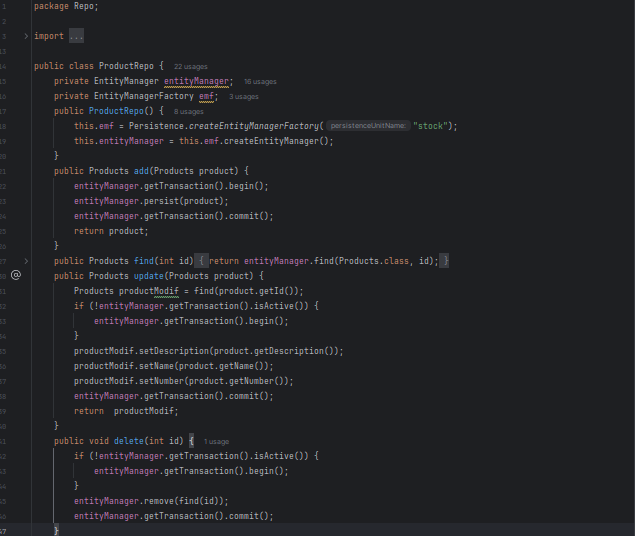 package Repo;
import ...
public class ProductRepo { 22 usages
private EntityManager entityManager; 16 usages
private EntityManagerFactory emf; 3 usages
public ProductRepo() { 8 usages
this.emf = Persistence.createEntityManagerFactory( persistenceUnitName: "stock");
this.entityManager = this.emf.createEntityManager();
}
public Products add(Products product) {
entityManager.getTransaction().begin();
entityManager.persist(product);
entityManager.getTransaction().commit();
return product;
}
public Products find(int id) { return entityManager.find(Products.class, id); }
public Products update(Products product) {
Products productModif = find(product.getId());
if (!entityManager.getTransaction().isActive()) {
entityManager.getTransaction().begin();
}
productModif.setDescription(product.getDescription());
productModif.setName(product.getName());
productModif.setNumber(product.getNumber());
entityManager.getTransaction().commit();
return productModif;
}
public void delete(int id) { 1 usage
if (!entityManager.getTransaction().isActive()) {
entityManager.getTransaction().begin();
}
entityManager.remove(find(id));
entityManager.getTransaction().commit();
}